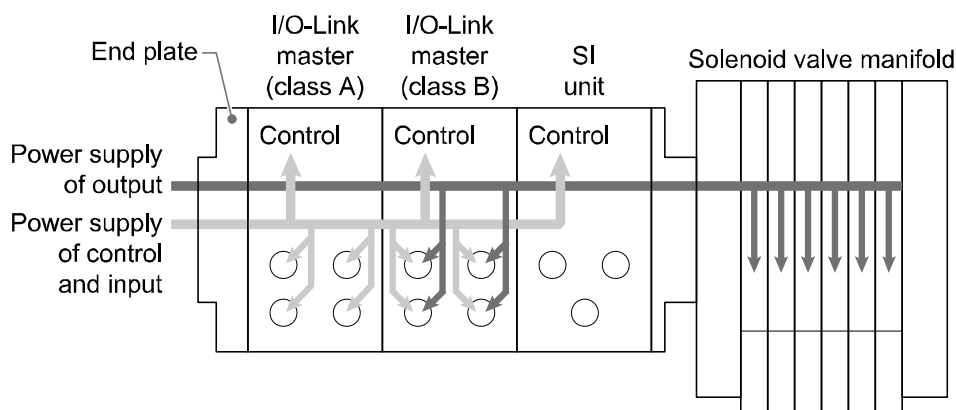 End plate
I/O-Link
master
(class A)
I/O-Link
master
(class B)
SI
unit
Solenoid valve manifold
Control
Control
Control
Power supply
of output
Power supply
of control
and input